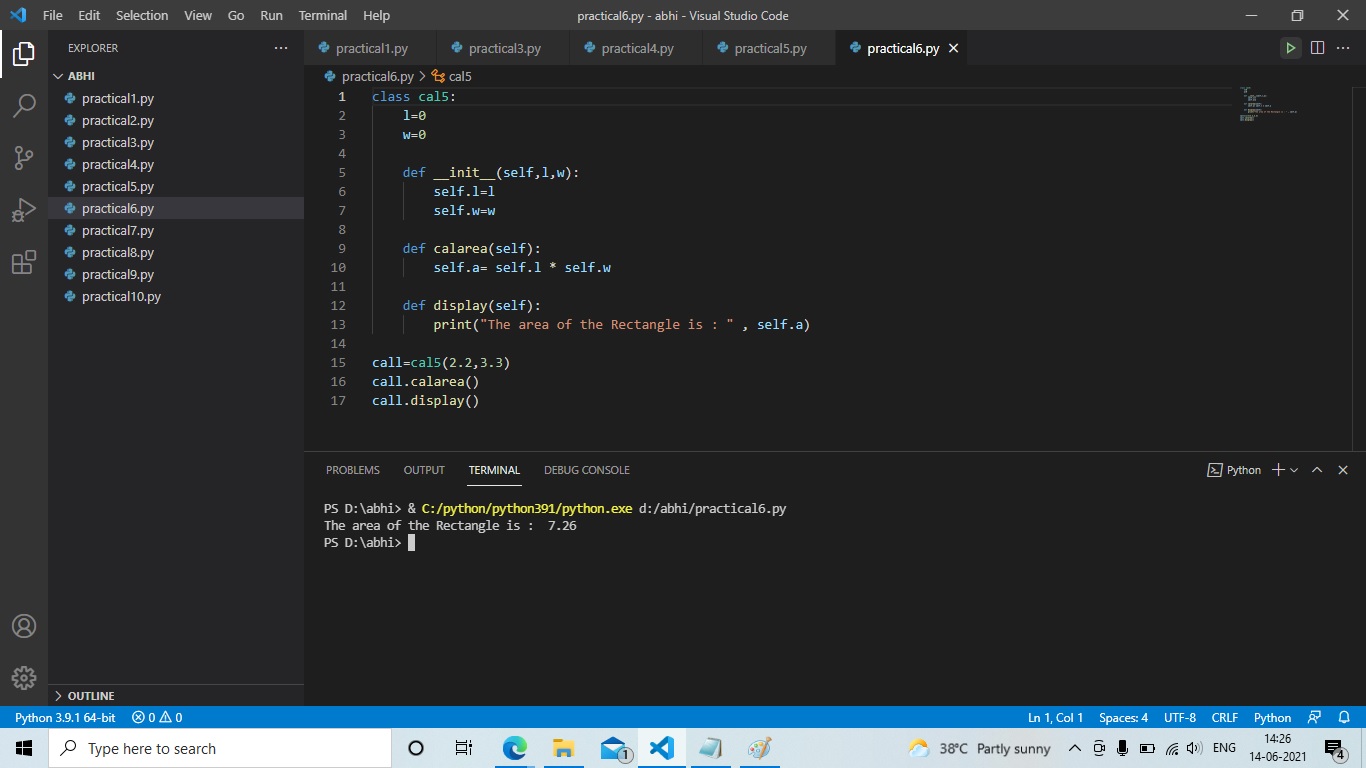 File Edit Selection View Go Run Terminal Help
practical6.py - abhi - Visual Studio Code
EXPLORER
ABHI
practical1.py
practical2.py
practical3.py
practical4.py
practical5.py
practical6.py
practical7.py
practical8.py
practical9.py
practical10.py
OUTLINE
practical1.py practical3.py practical4.py practical5.py practical6.py
practical6.py > cal5
1 class cal5:
2 l=0
3 w=0
4
5 def __init__(self,l,w):
6 self.l=l
7 self.w=w
8
9 def calarea(self):
10 self.a= self.l * self.w
11
12 def display(self):
13 print("The area of the Rectangle is : " , self.a)
14
15 call=cal5(2.2,3.3)
16 call.calarea()
17 call.display()
PROBLEMS OUTPUT TERMINAL DEBUG CONSOLE
Python
PS D:\abhi> & C:/python/python391/python.exe d:/abhi/practical6.py
The area of the Rectangle is :  7.26
PS D:\abhi>
Python 3.9.1 64-bit 0 0
Ln 1, Col 1 Spaces: 4 UTF-8 CRLF Python
Type here to search
1
38°C Partly sunny
ENG
14:26
14-06-2021
4